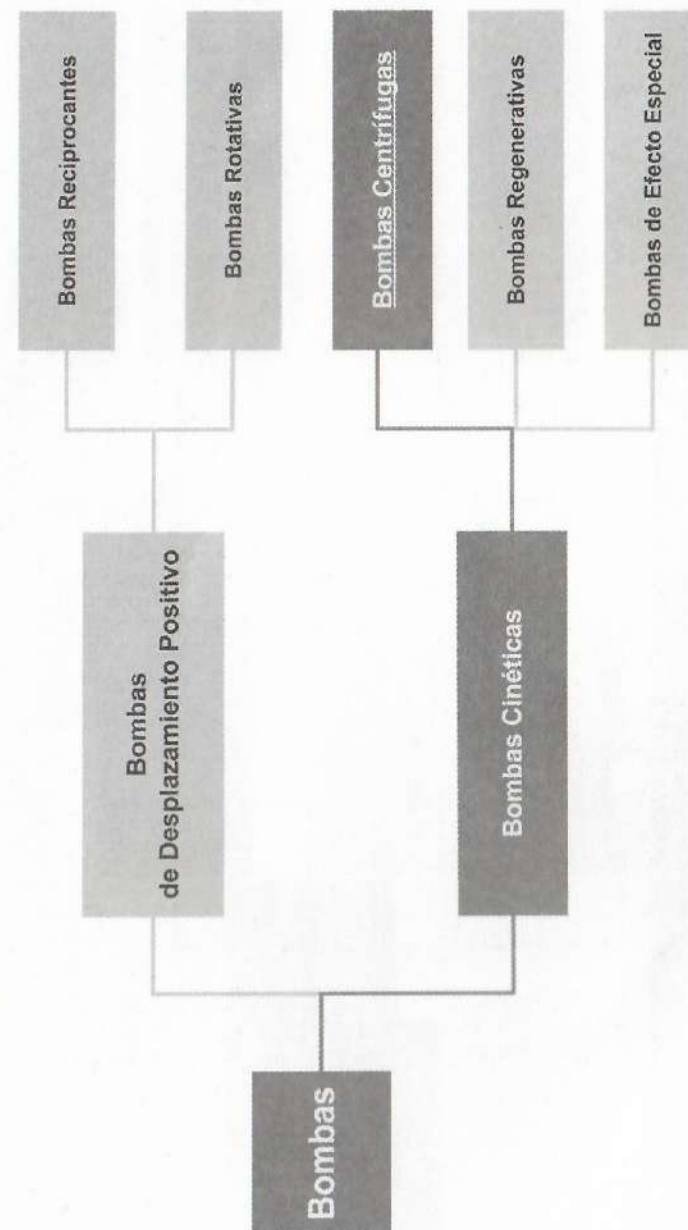 Bombas
Bombas
de Desplazamiento Positivo
Bombas Cinéticas
Bombas Reciprocantes
Bombas Rotativas
Bombas Centrífugas
Bombas Regenerativas
Bombas de Efecto Especial